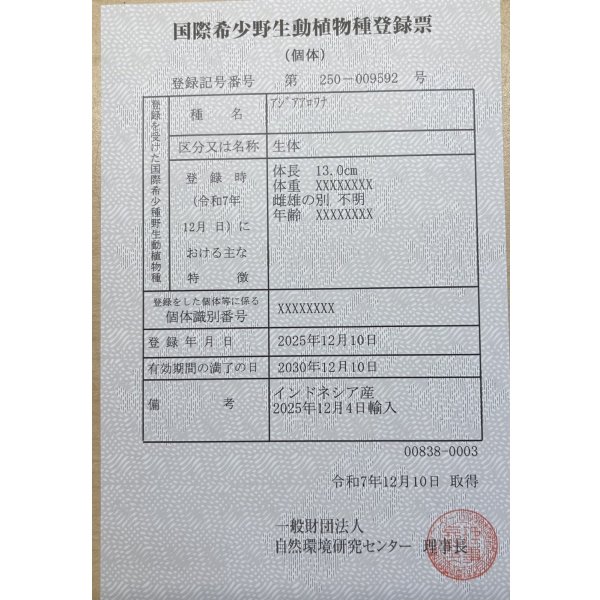 国際希少野生動植物種登録票
(個体)
登録記号番号 第 250-009592 号
登録を受けた国際希少種野生動植物種
種名 アジアアロワナ
区分又は名称 生体
登録時
(令和7年
12月 日)に
おける主な
特徴
体長 13.0cm
体重 XXXXXXXX
雌雄の別 不明
年齢 XXXXXXXX
登録をした個体等に係る
個体識別番号
XXXXXXXX
登録年月日 2025年12月10日
有効期間の満了の日 2030年12月10日
備考
インドネシア産
2025年12月4日輸入
00838-0003
令和7年12月10日 取得
一般財団法人
自然環境研究センター 理事長